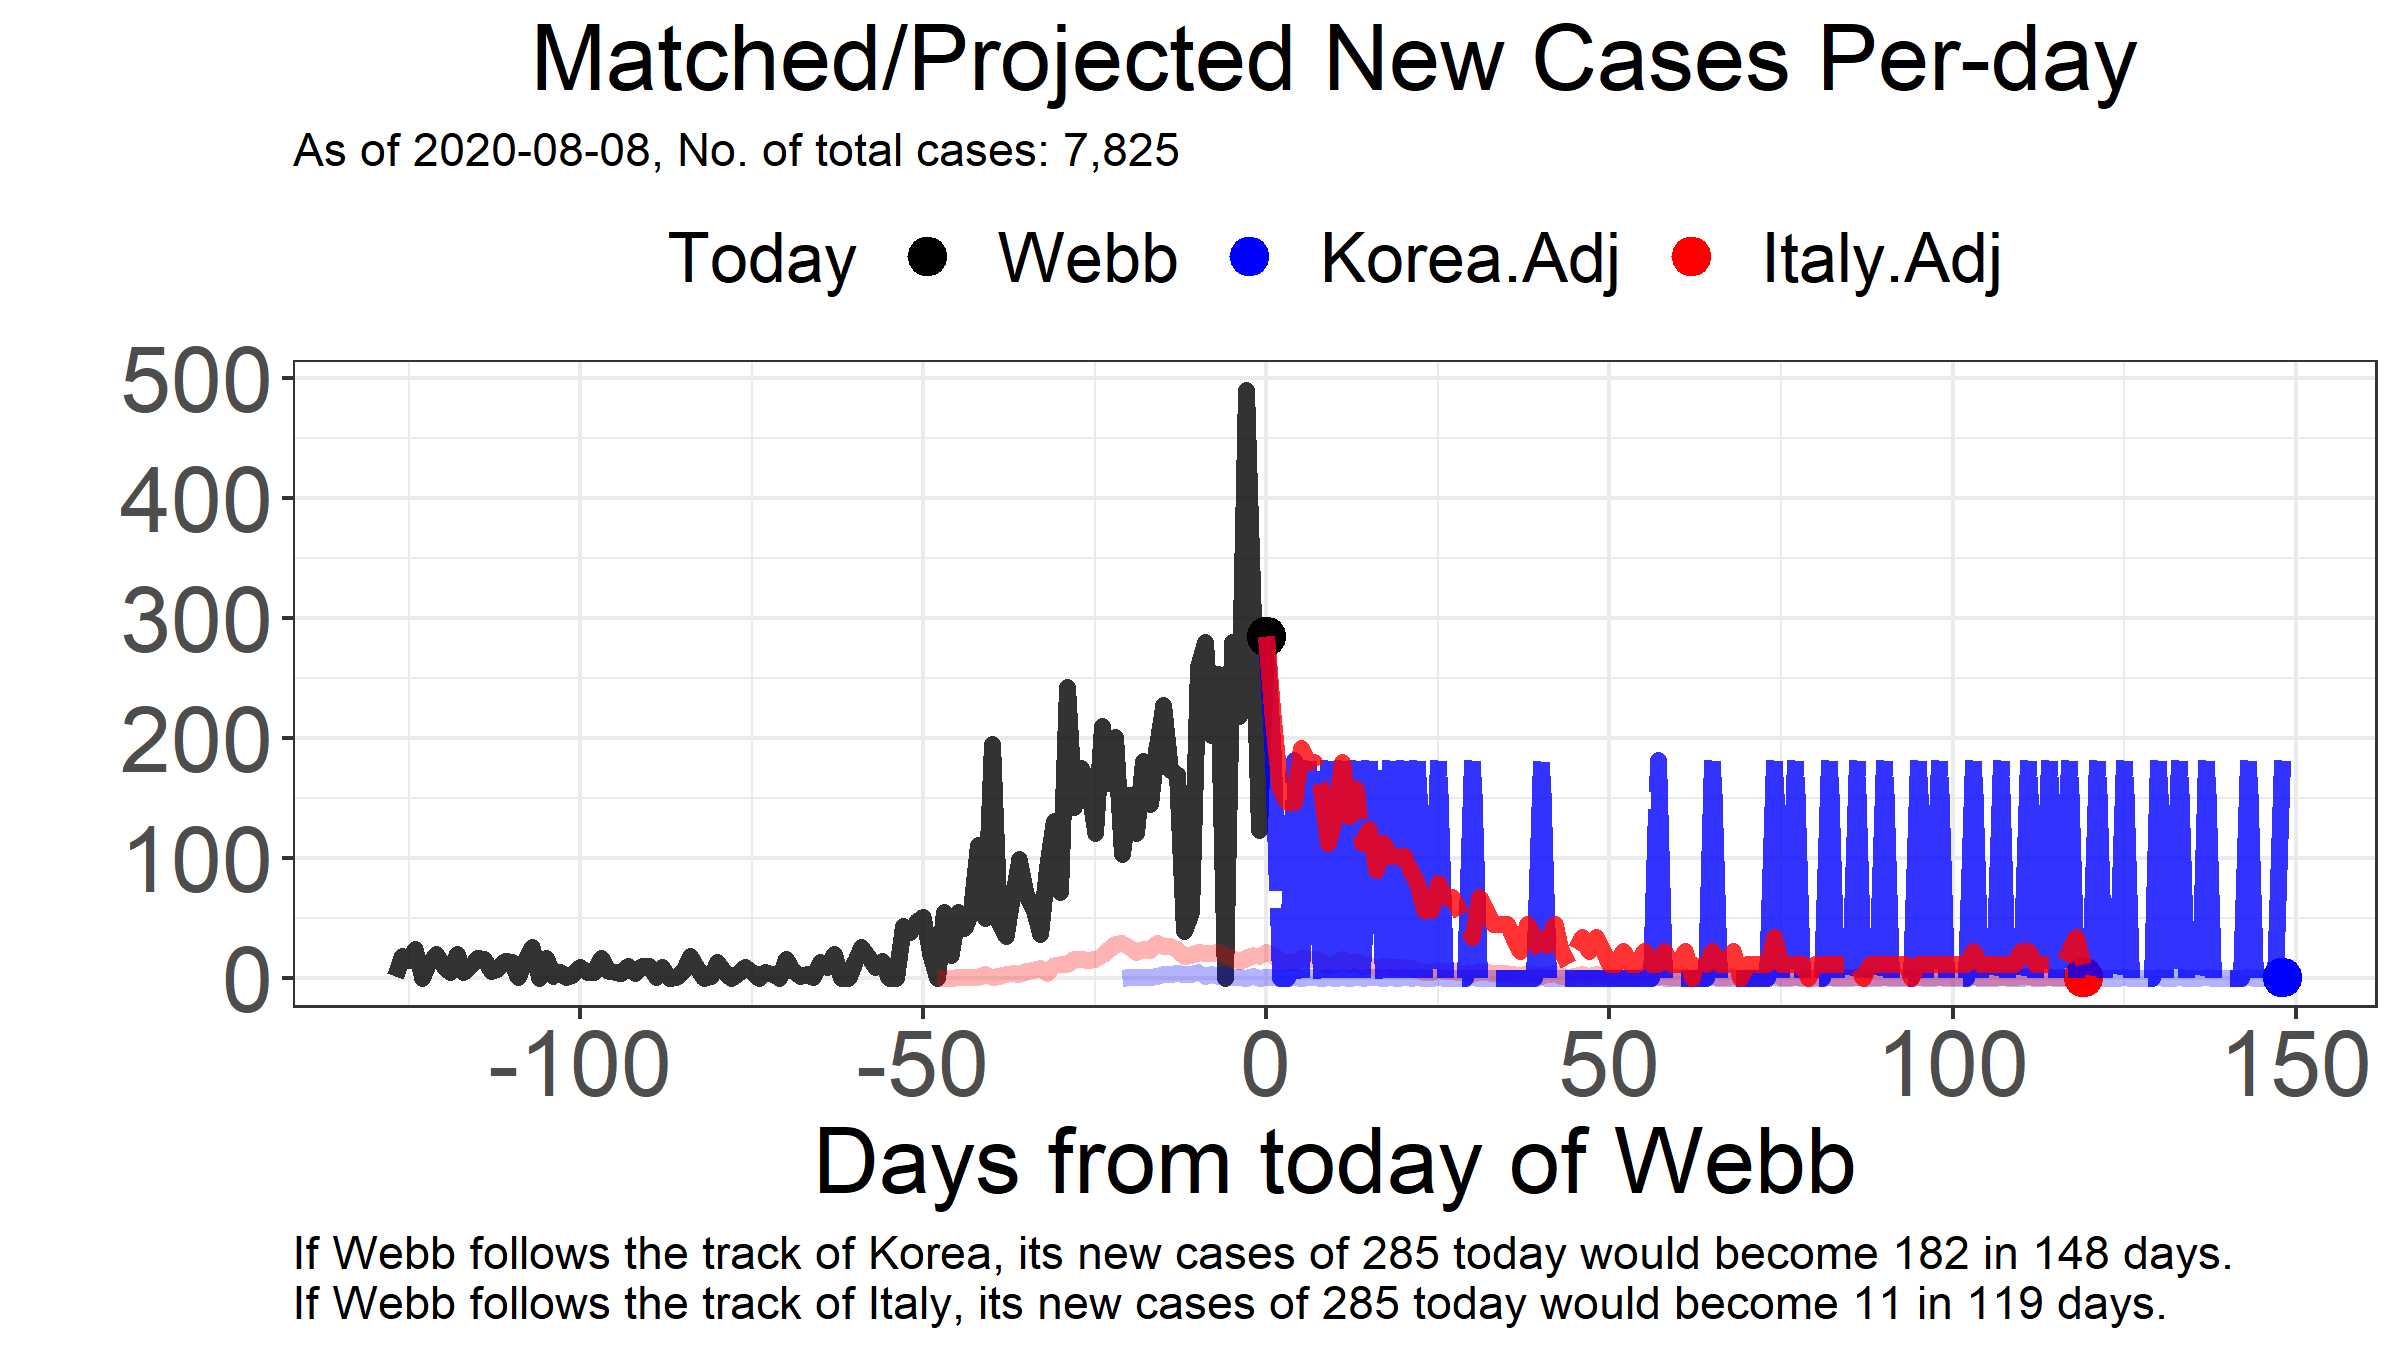 Matched/Projected New Cases Per-day
As of 2020-08-08, No. of total cases: 7,825
Today Webb Korea.Adj Italy.Adj
500
400
300
200
100
0
-100 -50 0 50 100 150
Days from today of Webb
If Webb follows the track of Korea, its new cases of 285 today would become 182 in 148 days.
If Webb follows the track of Italy, its new cases of 285 today would become 11 in 119 days.